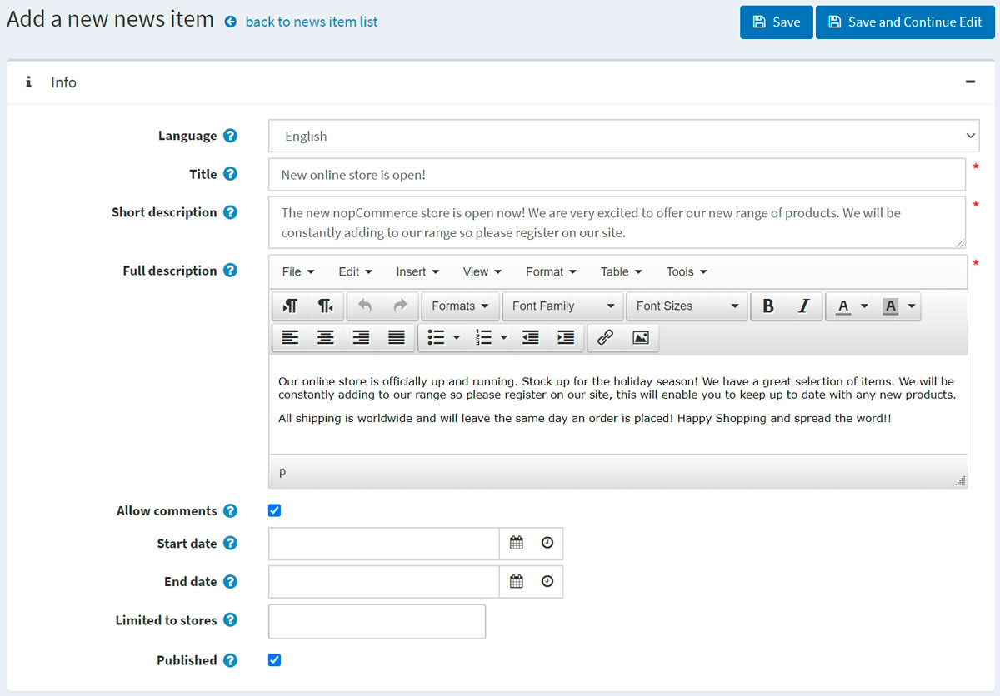 Add a new news item back to news item list Save Save and Continue Edit
Info
Language English
Title New online store is open! *
Short description The new nopCommerce store is open now! We are very excited to offer our new range of products. We will be *
constantly adding to our range so please register on our site.
Full description File Edit Insert View Format Table Tools *
Formats Font Family Font Sizes B I A A
Our online store is officially up and running. Stock up for the holiday season! We have a great selection of items. We will be
constantly adding to our range so please register on our site, this will enable you to keep up to date with any new products.
All shipping is worldwide and will leave the same day an order is placed! Happy Shopping and spread the word!!
p
Allow comments
Start date
End date
Limited to stores
Published